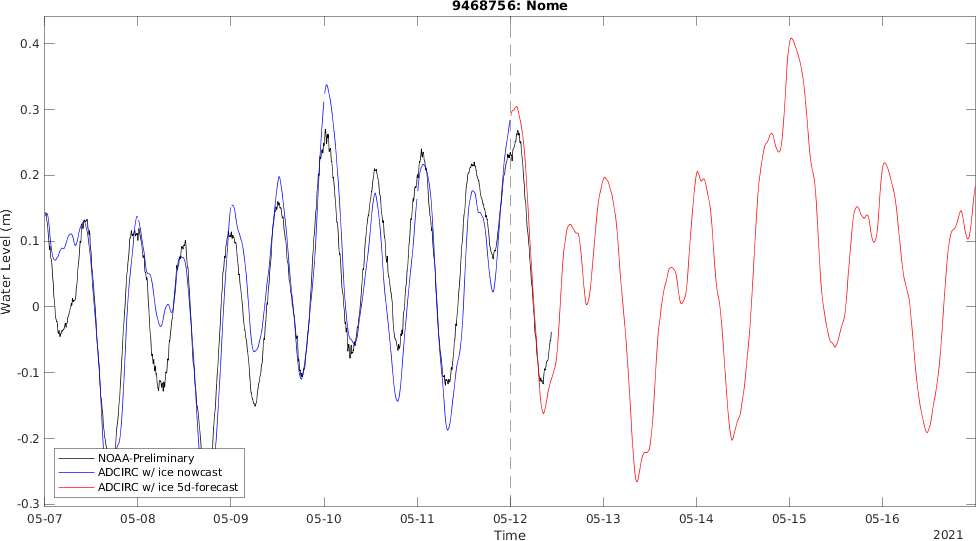 9468756: Nome
0.4
0.3
0.2
0.1
0
-0.1
-0.2
-0.3
Water Level (m)
NOAA-Preliminary
ADCIRC w/ ice nowcast
ADCIRC w/ ice 5d-forecast
05-07 05-08 05-09 05-10 05-11 05-12 05-13 05-14 05-15 05-16
Time
2021